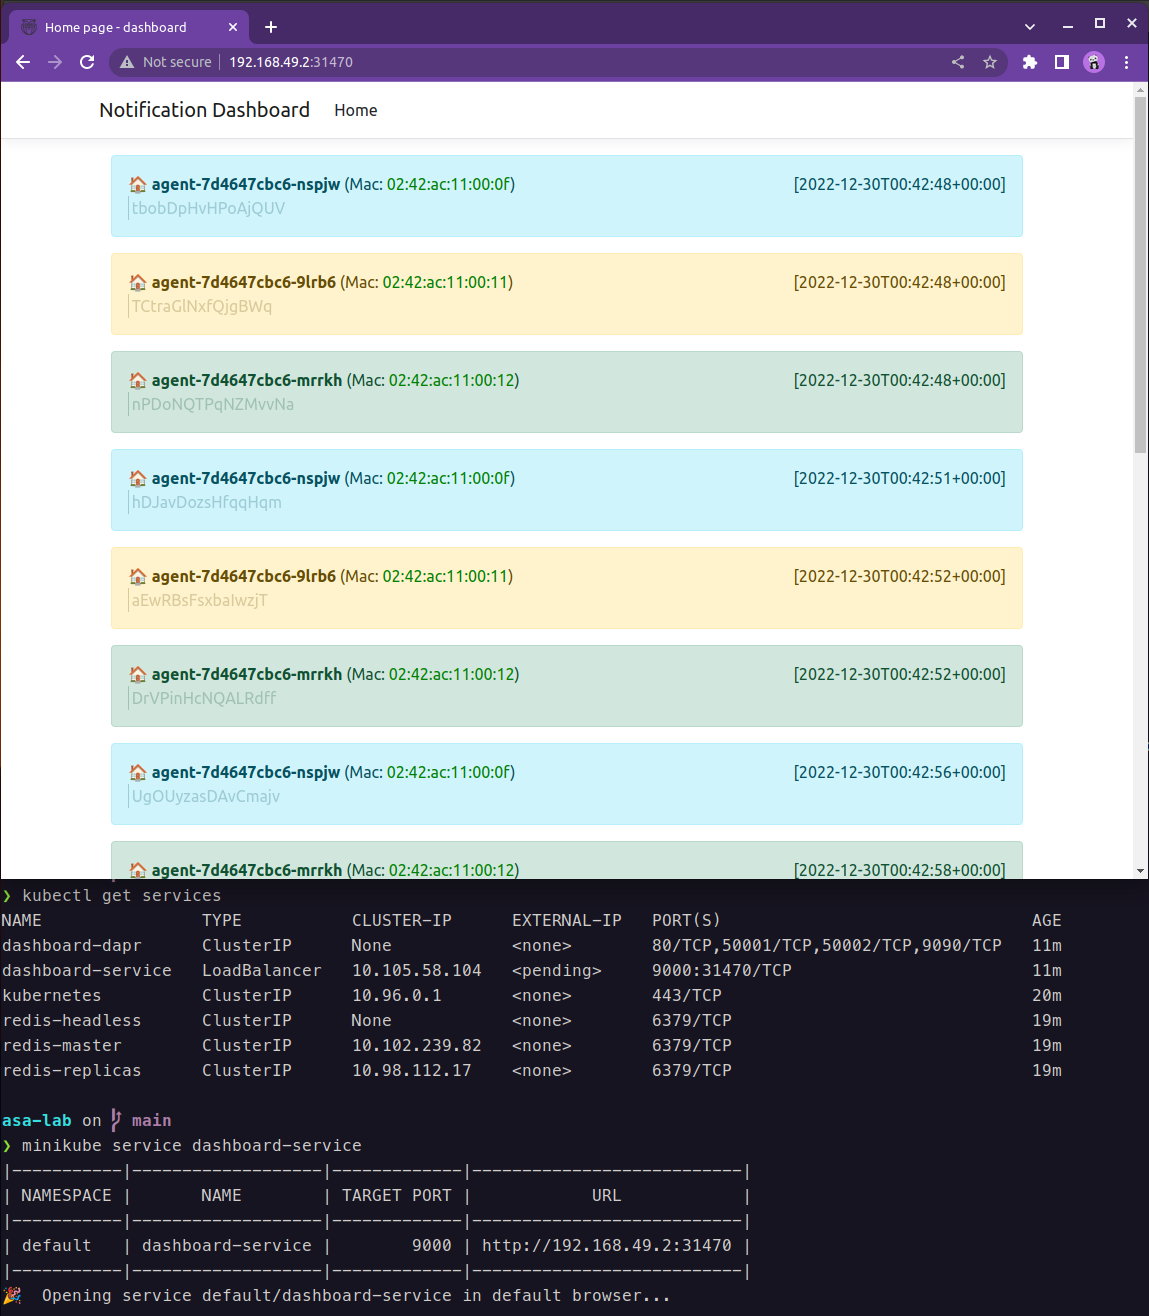 Home page - dashboard
Not secure 192.168.49.2:31470
Notification Dashboard Home
agent-7d4647cbc6-nspjw (Mac: 02:42:ac:11:00:0f) [2022-12-30T00:42:48+00:00]
tbobDpHvHPoAjQUV
agent-7d4647cbc6-9lrb6 (Mac: 02:42:ac:11:00:11) [2022-12-30T00:42:48+00:00]
TCtraGlNxfQjgBWq
agent-7d4647cbc6-mrrkh (Mac: 02:42:ac:11:00:12) [2022-12-30T00:42:48+00:00]
nPDoNQTPqNZMvvNa
agent-7d4647cbc6-nspjw (Mac: 02:42:ac:11:00:0f) [2022-12-30T00:42:51+00:00]
hDJavDozsHfqqHqm
agent-7d4647cbc6-9lrb6 (Mac: 02:42:ac:11:00:11) [2022-12-30T00:42:52+00:00]
aEwRBsFsxbaIwzjT
agent-7d4647cbc6-mrrkh (Mac: 02:42:ac:11:00:12) [2022-12-30T00:42:52+00:00]
DrVPinHcNQALRdff
agent-7d4647cbc6-nspjw (Mac: 02:42:ac:11:00:0f) [2022-12-30T00:42:56+00:00]
UgOUyzasDAvCmajv
agent-7d4647cbc6-mrrkh (Mac: 02:42:ac:11:00:12) [2022-12-30T00:42:58+00:00]
❯ kubectl get services
NAME TYPE CLUSTER-IP EXTERNAL-IP PORT(S) AGE
dashboard-dapr ClusterIP None <none> 80/TCP,50001/TCP,50002/TCP,9090/TCP 11m
dashboard-service LoadBalancer 10.105.58.104 <pending> 9000:31470/TCP 11m
kubernetes ClusterIP 10.96.0.1 <none> 443/TCP 20m
redis-headless ClusterIP None <none> 6379/TCP 19m
redis-master ClusterIP 10.102.239.82 <none> 6379/TCP 19m
redis-replicas ClusterIP 10.98.112.17 <none> 6379/TCP 19m
asa-lab on main
❯ minikube service dashboard-service
|-----------|-------------------|-------------|---------------------------|
| NAMESPACE | NAME | TARGET PORT | URL |
|-----------|-------------------|-------------|---------------------------|
| default | dashboard-service | 9000 | http://192.168.49.2:31470 |
|-----------|-------------------|-------------|---------------------------|
🎉 Opening service default/dashboard-service in default browser...